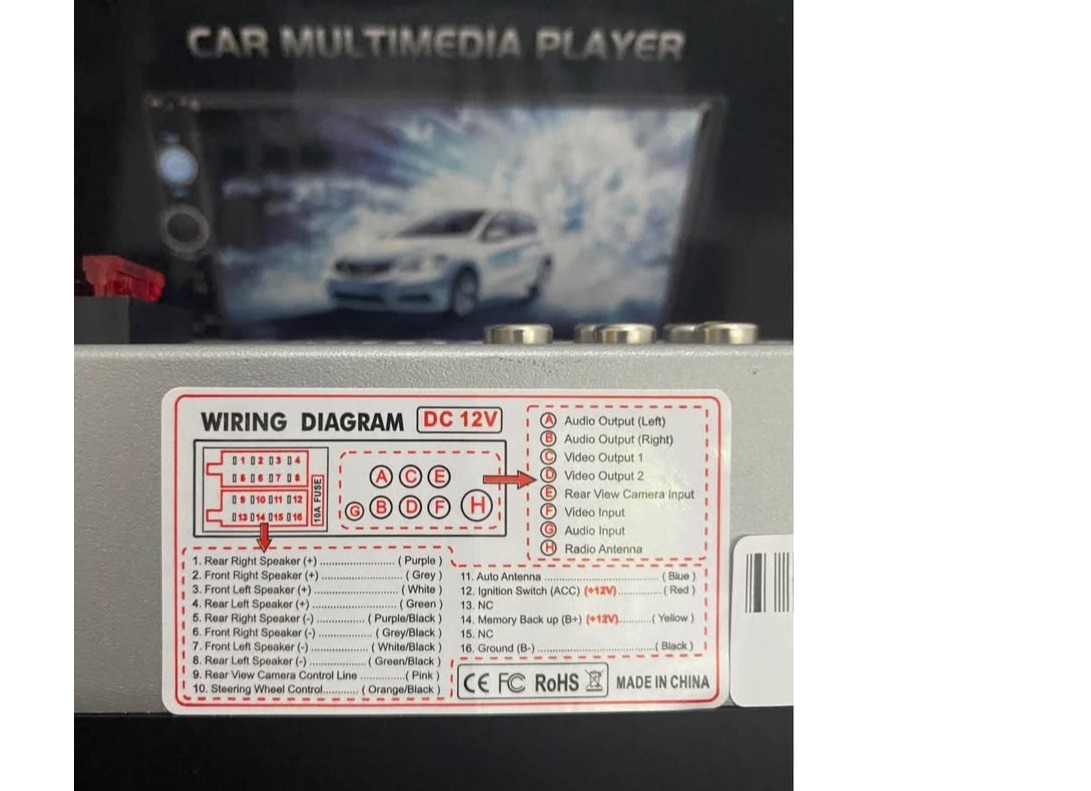 CAR MULTIMEDIA PLAYER
WIRING DIAGRAM DC 12V
1 2 3 4
5 6 7 8
9 10 11 12
13 14 15 16
10A FUSE
A C E
G B D F H
A Audio Output (Left)
B Audio Output (Right)
C Video Output 1
D Video Output 2
E Rear View Camera Input
F Video Input
G Audio Input
H Radio Antenna
1. Rear Right Speaker (+) ........................ ( Purple )
2. Front Right Speaker (+) ........................... ( Grey )
3. Front Left Speaker (+) ........................... ( White )
4. Rear Left Speaker (+) ............................ ( Green )
5. Rear Right Speaker (-) ............... ( Purple/Black )
6. Front Right Speaker (-) .................. ( Grey/Black )
7. Front Left Speaker (-) ................... ( White/Black )
8. Rear Left Speaker (-) .................. ( Green/Black )
9. Rear View Camera Control Line ............. ( Pink )
10. Steering Wheel Control............ ( Orange/Black )
11. Auto Antenna ...................................... ( Blue )
12. Ignition Switch (ACC) (+12V)............... ( Red )
13. NC
14. Memory Back up (B+) (+12V)...........( Yellow )
15. NC
16. Ground (B-) .......................................( Black )
CE FC RoHS MADE IN CHINA